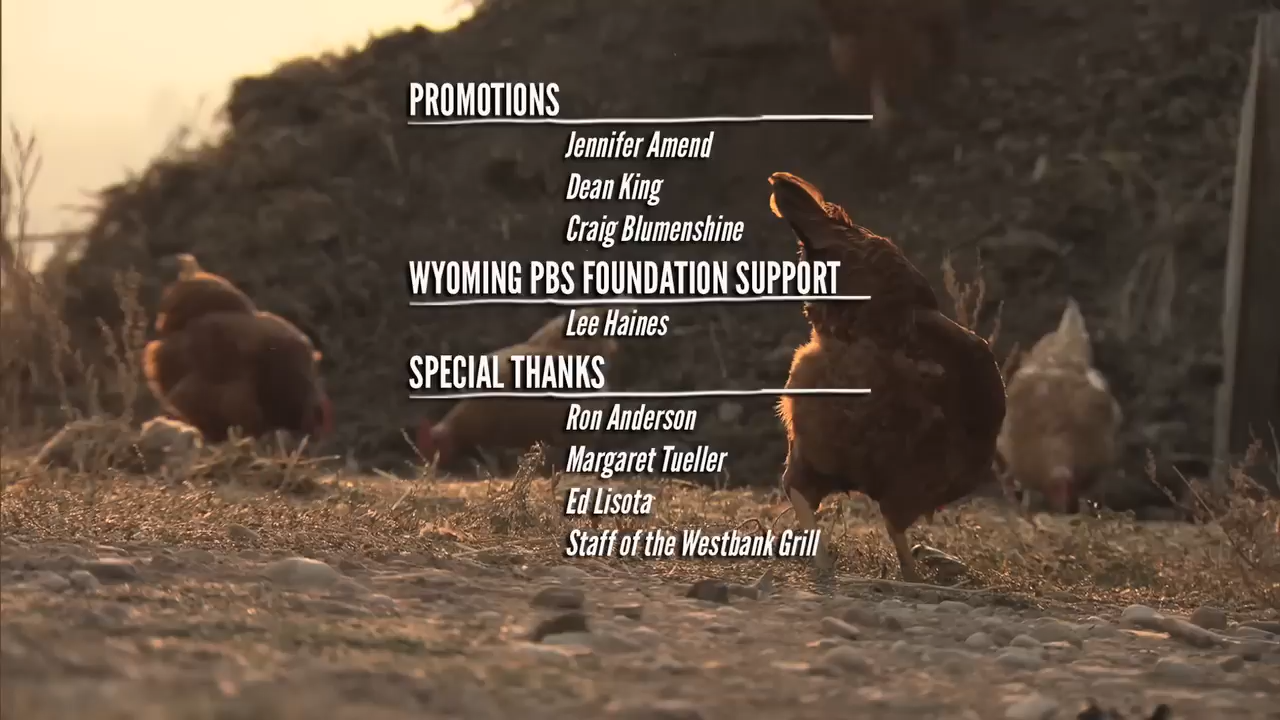 PROMOTIONS
Jennifer Amend
Dean King
Craig Blumenshine
WYOMING PBS FOUNDATION SUPPORT
Lee Haines
SPECIAL THANKS
Ron Anderson
Margaret Tueller
Ed Lisota
Staff of the Westbank Grill